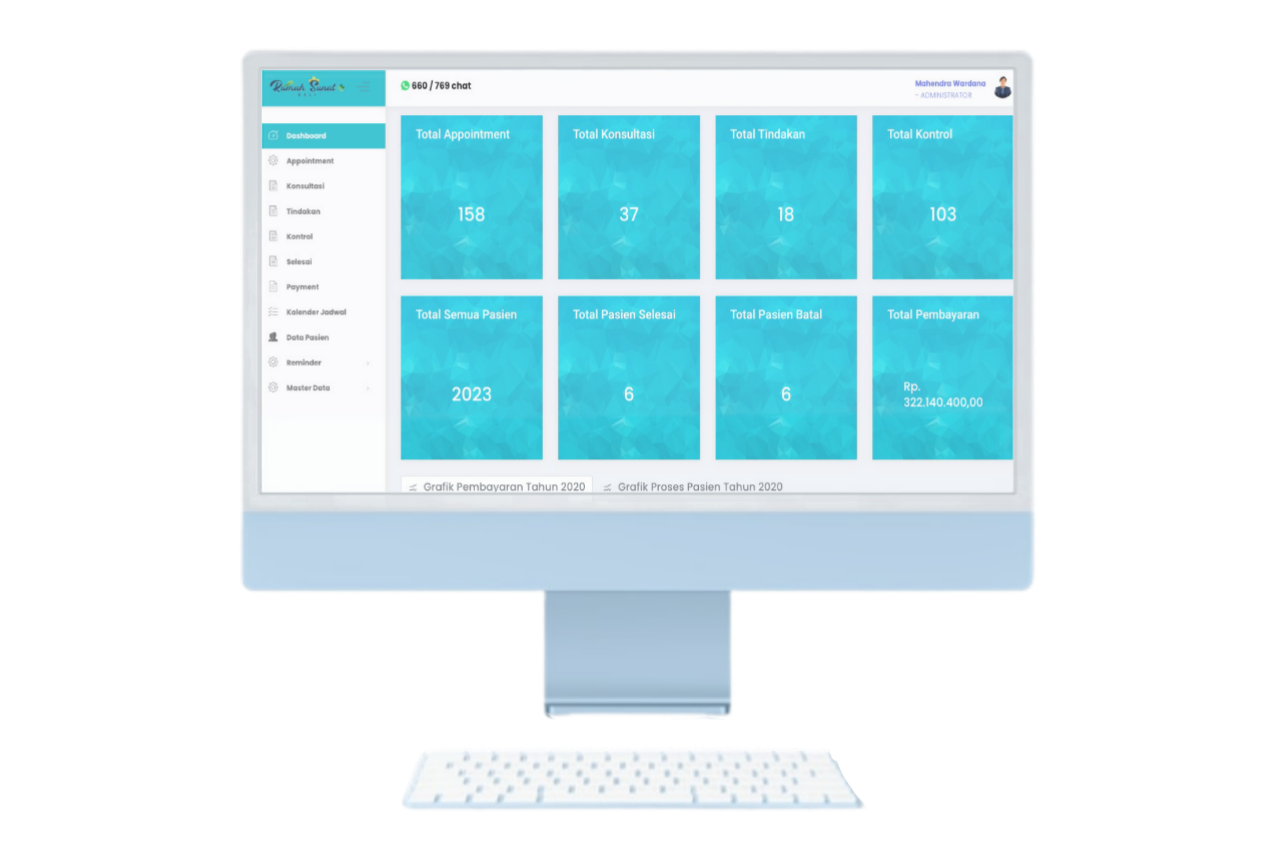 Rumah Sunat
BALI
660 / 769 chat
Mahendra Wardana
- ADMINISTRATOR
Dashboard
Appointment
Konsultasi
Tindakan
Kontrol
Selesai
Payment
Kalender Jadwal
Data Pasien
Reminder
Master Data
Total Appointment
158
Total Konsultasi
37
Total Tindakan
18
Total Kontrol
103
Total Semua Pasien
2023
Total Pasien Selesai
6
Total Pasien Batal
6
Total Pembayaran
Rp.
322.140.400,00
Grafik Pembayaran Tahun 2020
Grafik Proses Pasien Tahun 2020